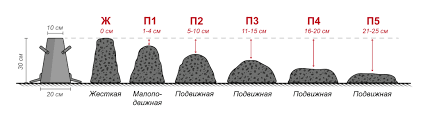 10 см
30 см
20 см
Ж П1 П2 П3 П4 П5
0 см 1-4 см 5-10 см 11-15 см 16-20 см 21-25 см
Жесткая Малопо- Подвижная Подвижная Подвижная Подвижная
движная